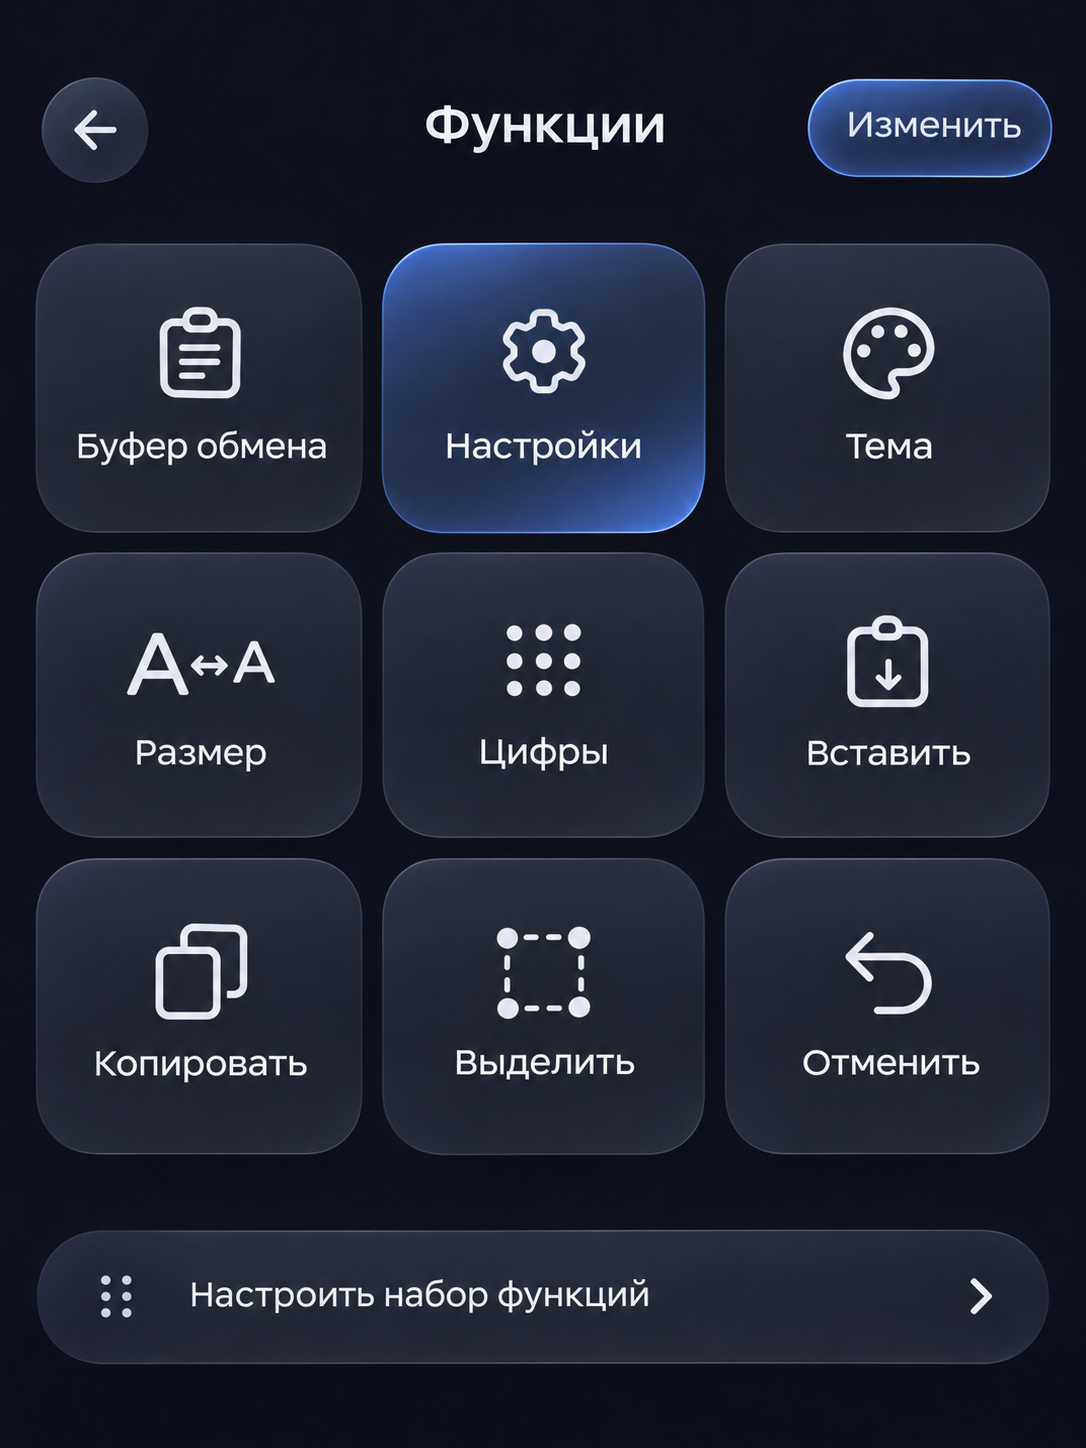 Функции
Изменить
Буфер обмена
Настройки
Тема
A↔A
Размер
Цифры
Вставить
Копировать
Выделить
Отменить
Настроить набор функций